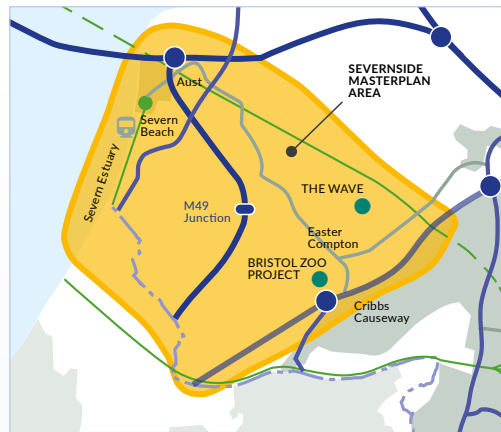 SEVERNSIDE
MASTERPLAN
AREA
Aust
Severn
Beach
Severn Estuary
THE WAVE
M49
Junction
Easter
Compton
BRISTOL ZOO
PROJECT
Cribbs
Causeway